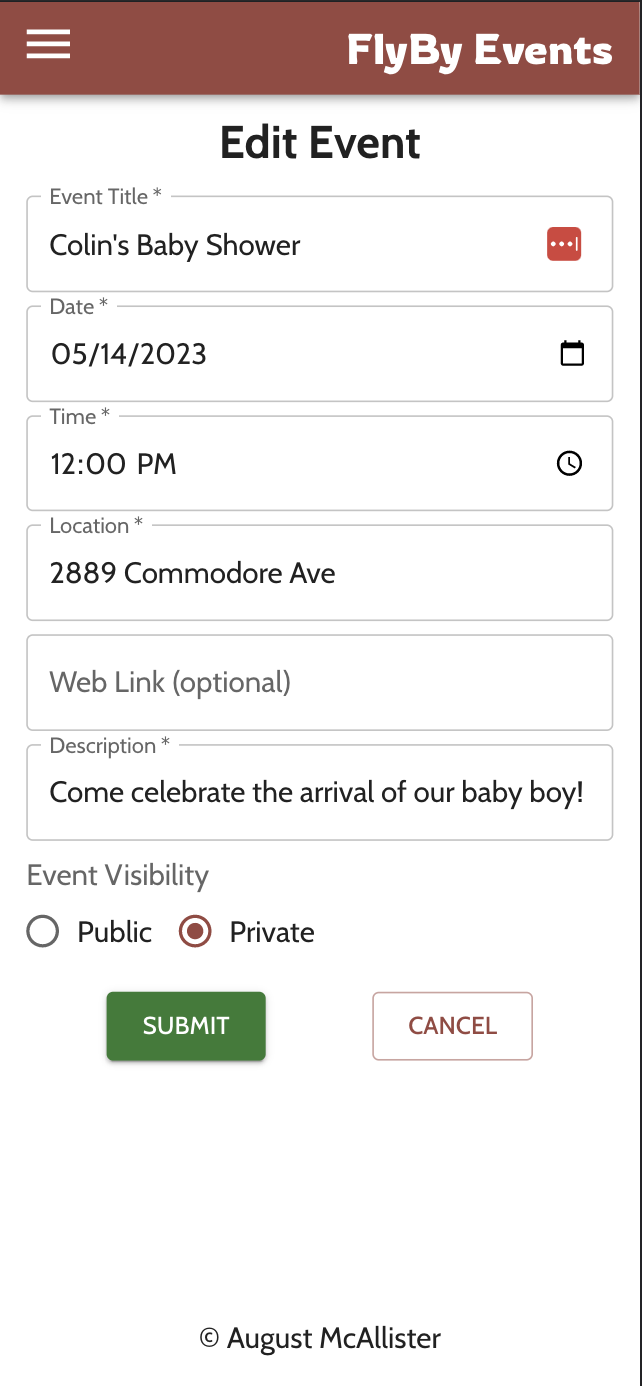 FlyBy Events
Edit Event
Event Title *
Colin's Baby Shower
Date *
05/14/2023
Time *
12:00 PM
Location *
2889 Commodore Ave
Web Link (optional)
Description *
Come celebrate the arrival of our baby boy!
Event Visibility
Public Private
SUBMIT CANCEL
© August McAllister